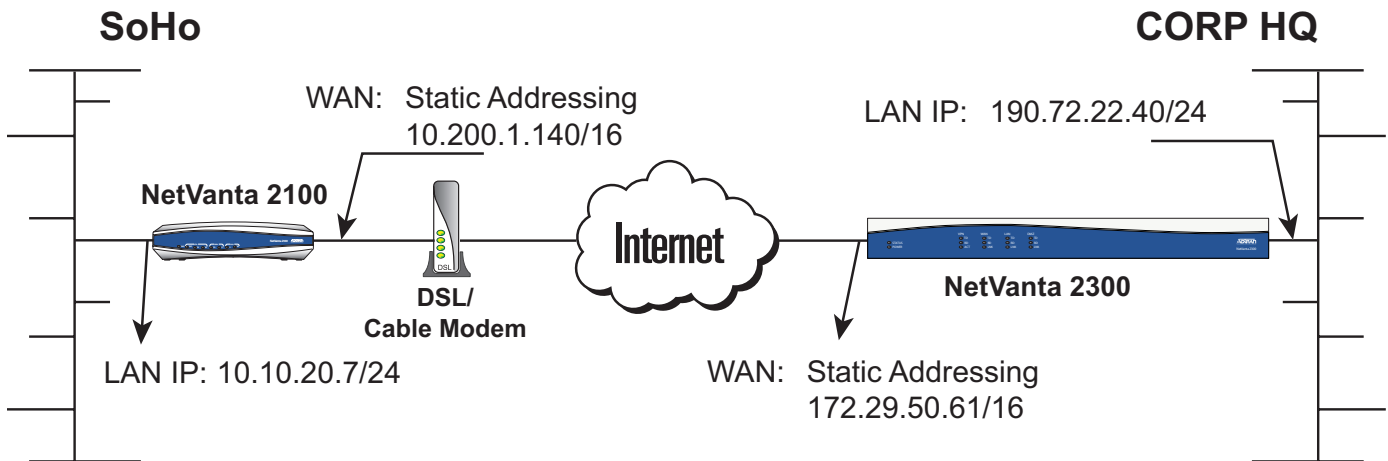 SoHo
CORP HQ
WAN: Static Addressing
10.200.1.140/16
LAN IP: 190.72.22.40/24
NetVanta 2100
Internet
DSL
DSL/
Cable Modem
ADTRAN
NetVanta 2300
LAN IP: 10.10.20.7/24
WAN: Static Addressing
172.29.50.61/16